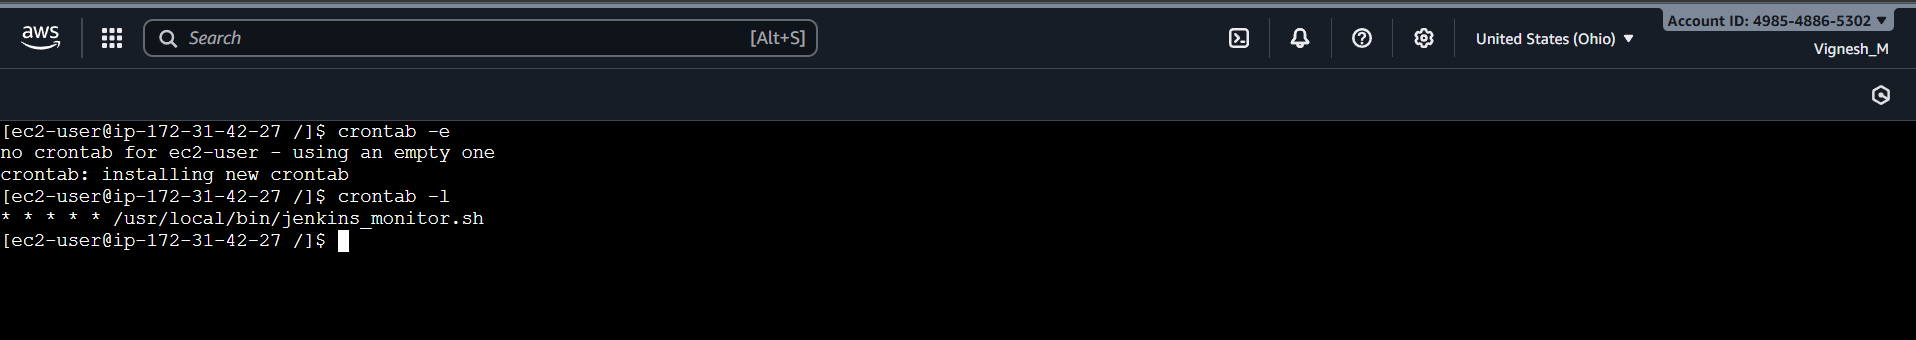 aws
Search
[Alt+S]
United States (Ohio) ▼
Account ID: 4985-4886-5302 ▼
Vignesh_M
[ec2-user@ip-172-31-42-27 /]$ crontab -e
no crontab for ec2-user - using an empty one
crontab: installing new crontab
[ec2-user@ip-172-31-42-27 /]$ crontab -l
* * * * * /usr/local/bin/jenkins_monitor.sh
[ec2-user@ip-172-31-42-27 /]$